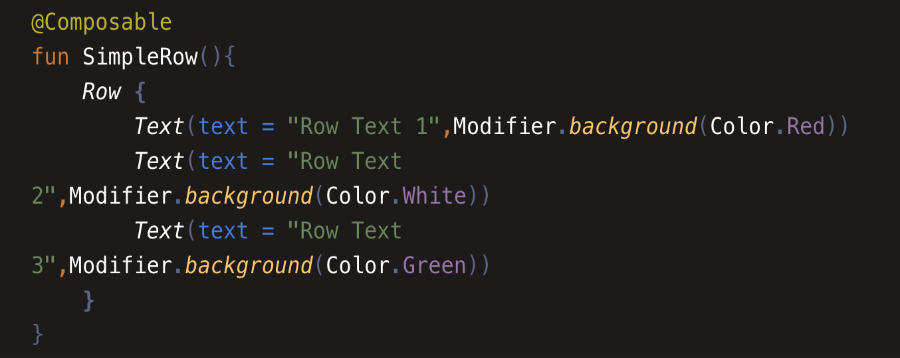 @Composable
fun SimpleRow(){
    Row {
        Text(text = "Row Text 1",Modifier.background(Color.Red))
        Text(text = "Row Text
2",Modifier.background(Color.White))
        Text(text = "Row Text
3",Modifier.background(Color.Green))
    }
}